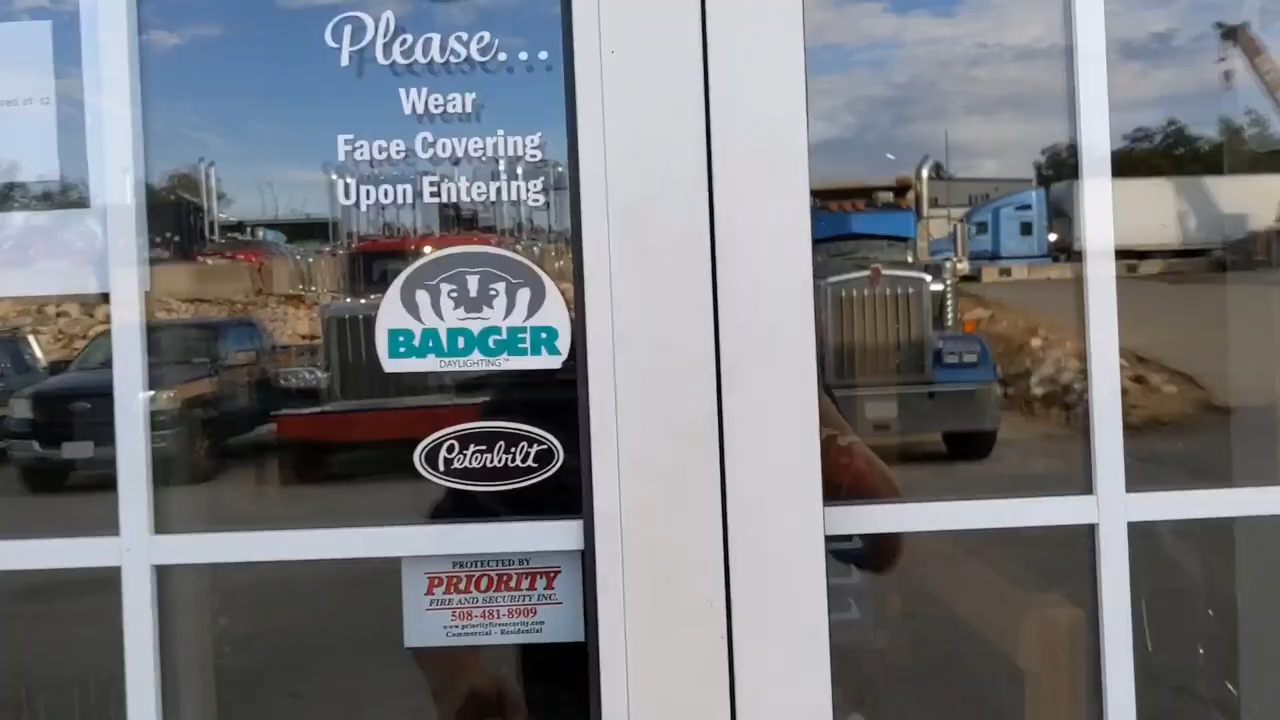 Please...
Wear
Face Covering
Upon Entering
BADGER
DAYLIGHTING™
Peterbilt
PROTECTED BY
PRIORITY
FIRE AND SECURITY INC.
508-481-8909
www.priorityfiresecurity.com
Commercial - Residential